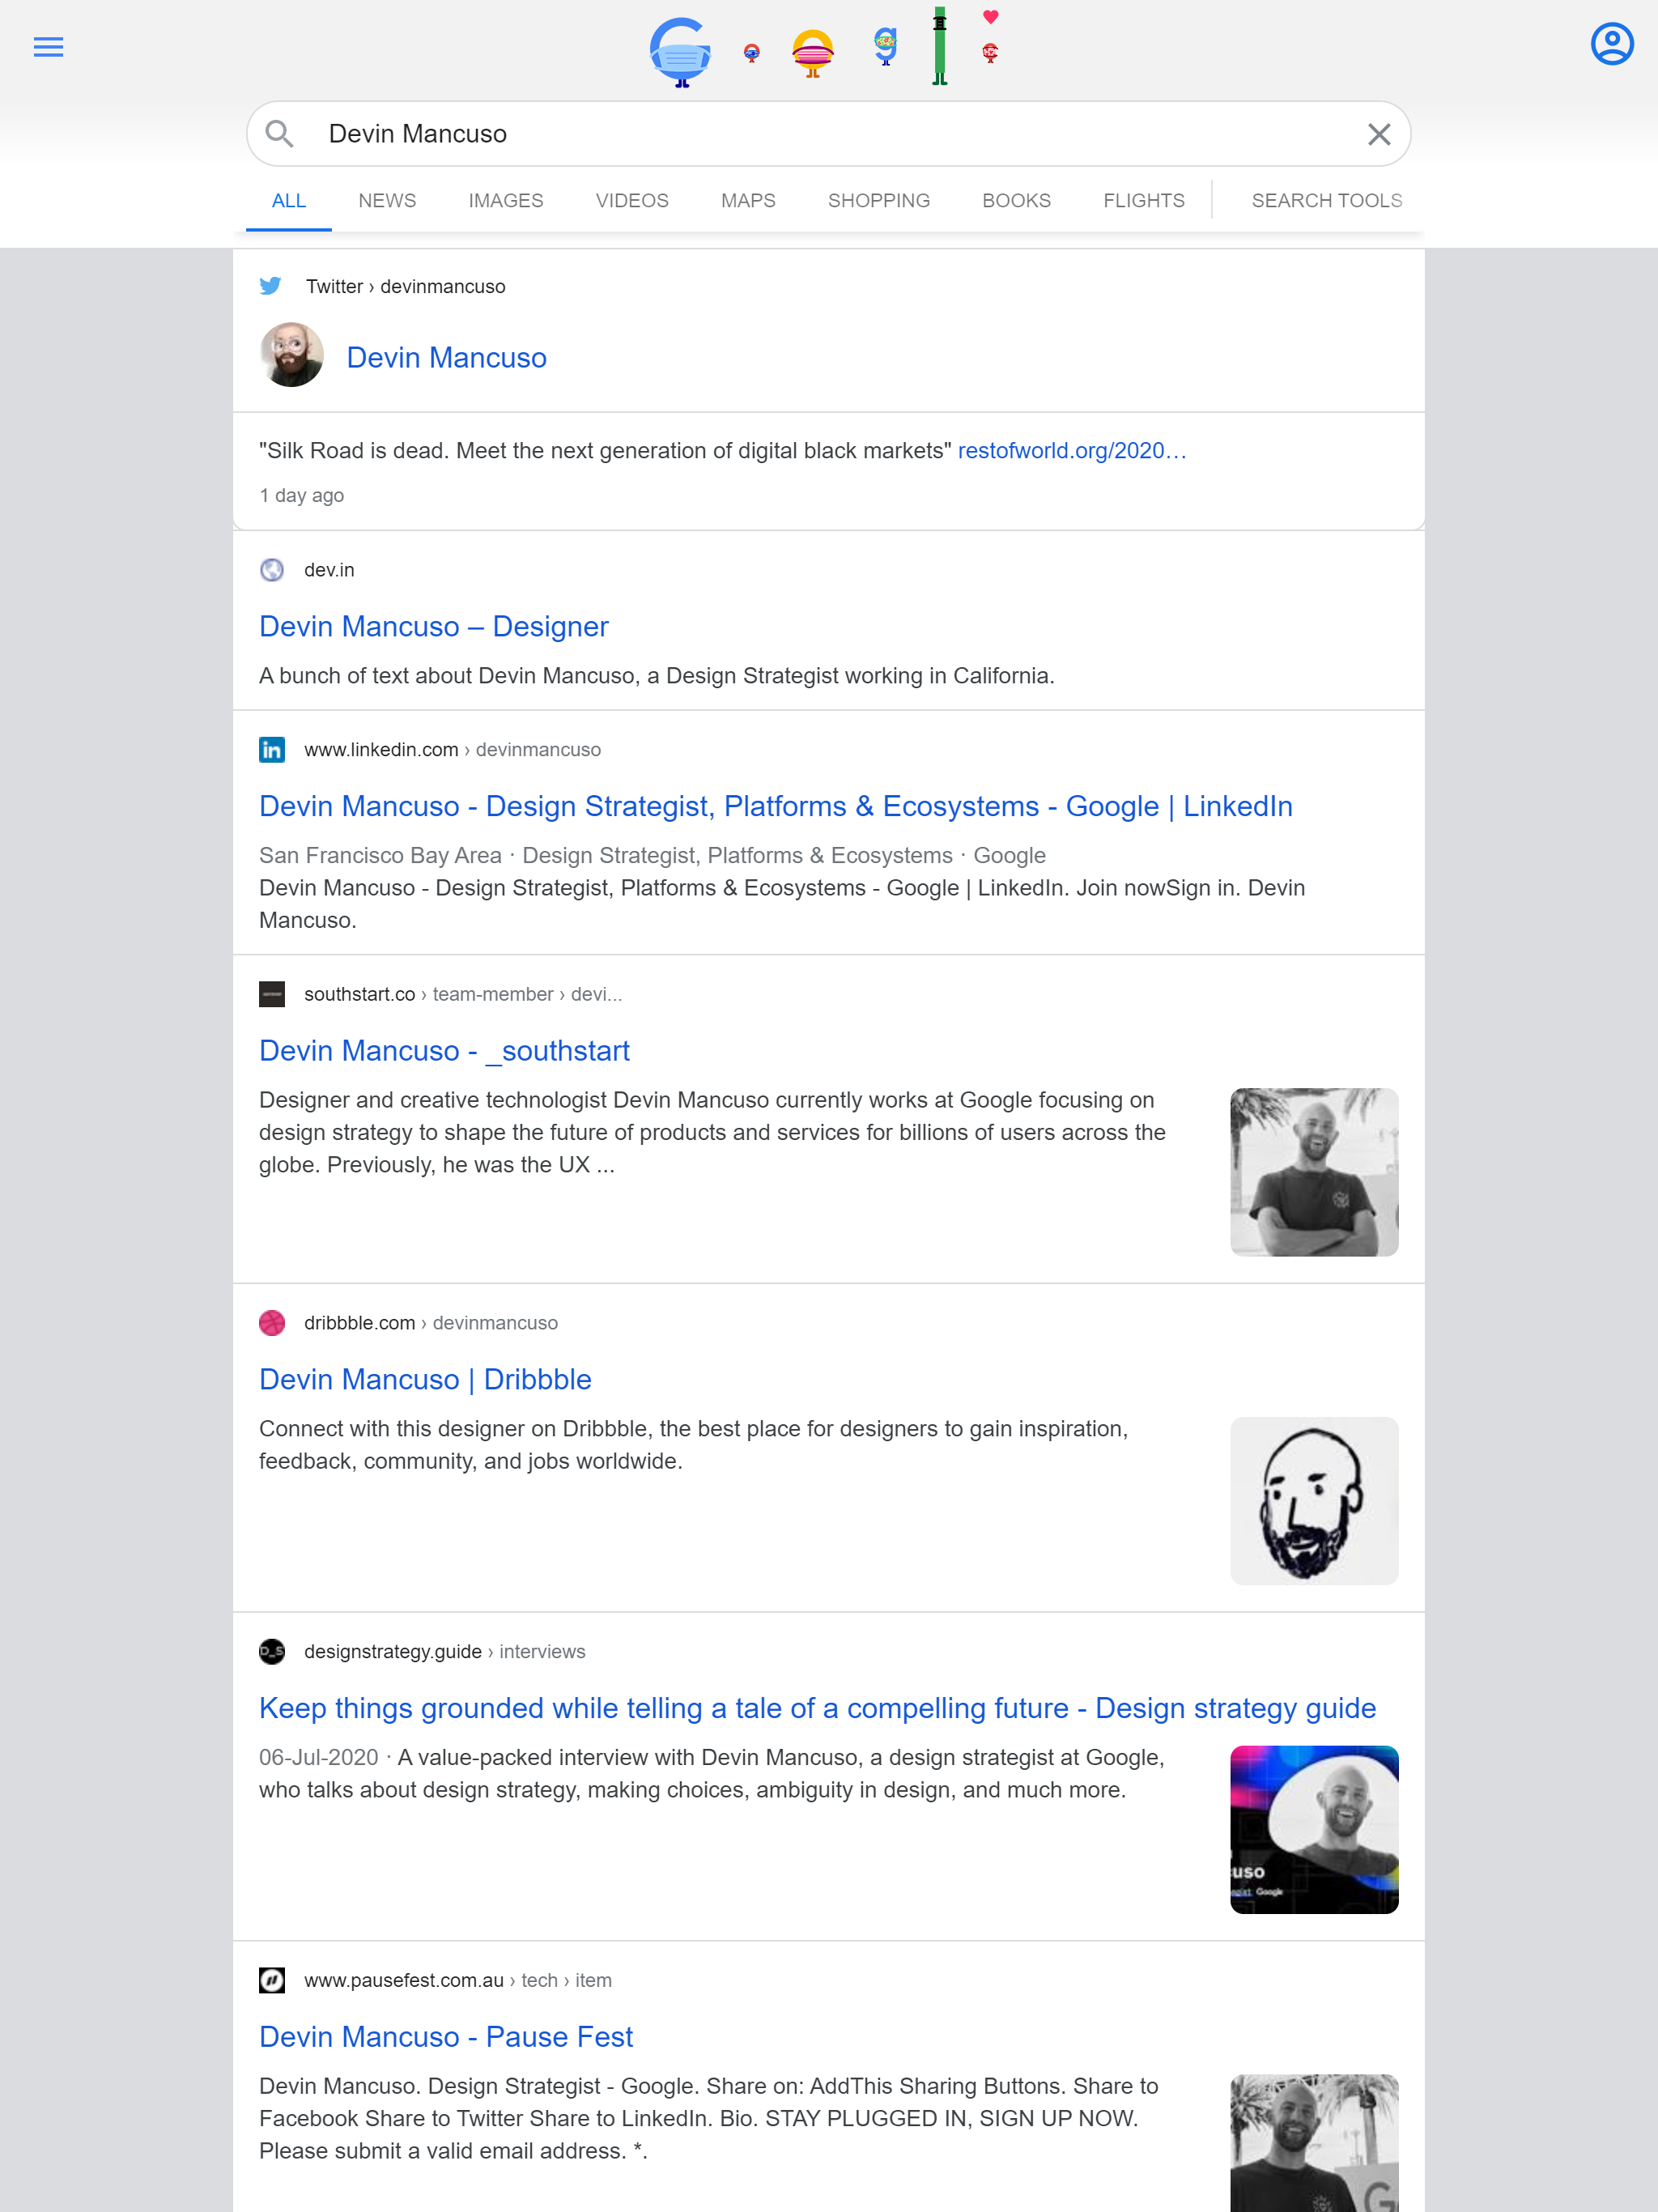 Devin Mancuso
ALL NEWS IMAGES VIDEOS MAPS SHOPPING BOOKS FLIGHTS SEARCH TOOLS
Twitter › devinmancuso
Devin Mancuso
"Silk Road is dead. Meet the next generation of digital black markets" restofworld.org/2020…
1 day ago
dev.in
Devin Mancuso – Designer
A bunch of text about Devin Mancuso, a Design Strategist working in California.
in www.linkedin.com › devinmancuso
Devin Mancuso - Design Strategist, Platforms & Ecosystems - Google | LinkedIn
San Francisco Bay Area · Design Strategist, Platforms & Ecosystems · Google
Devin Mancuso - Design Strategist, Platforms & Ecosystems - Google | LinkedIn. Join nowSign in. Devin
Mancuso.
southstart.co › team-member › devi...
Devin Mancuso - _southstart
Designer and creative technologist Devin Mancuso currently works at Google focusing on
design strategy to shape the future of products and services for billions of users across the
globe. Previously, he was the UX ...
dribbble.com › devinmancuso
Devin Mancuso | Dribbble
Connect with this designer on Dribbble, the best place for designers to gain inspiration,
feedback, community, and jobs worldwide.
D_S designstrategy.guide › interviews
Keep things grounded while telling a tale of a compelling future - Design strategy guide
06-Jul-2020 · A value-packed interview with Devin Mancuso, a design strategist at Google,
who talks about design strategy, making choices, ambiguity in design, and much more.
uso
Google
www.pausefest.com.au › tech › item
Devin Mancuso - Pause Fest
Devin Mancuso. Design Strategist - Google. Share on: AddThis Sharing Buttons. Share to
Facebook Share to Twitter Share to LinkedIn. Bio. STAY PLUGGED IN, SIGN UP NOW.
Please submit a valid email address. *.
G